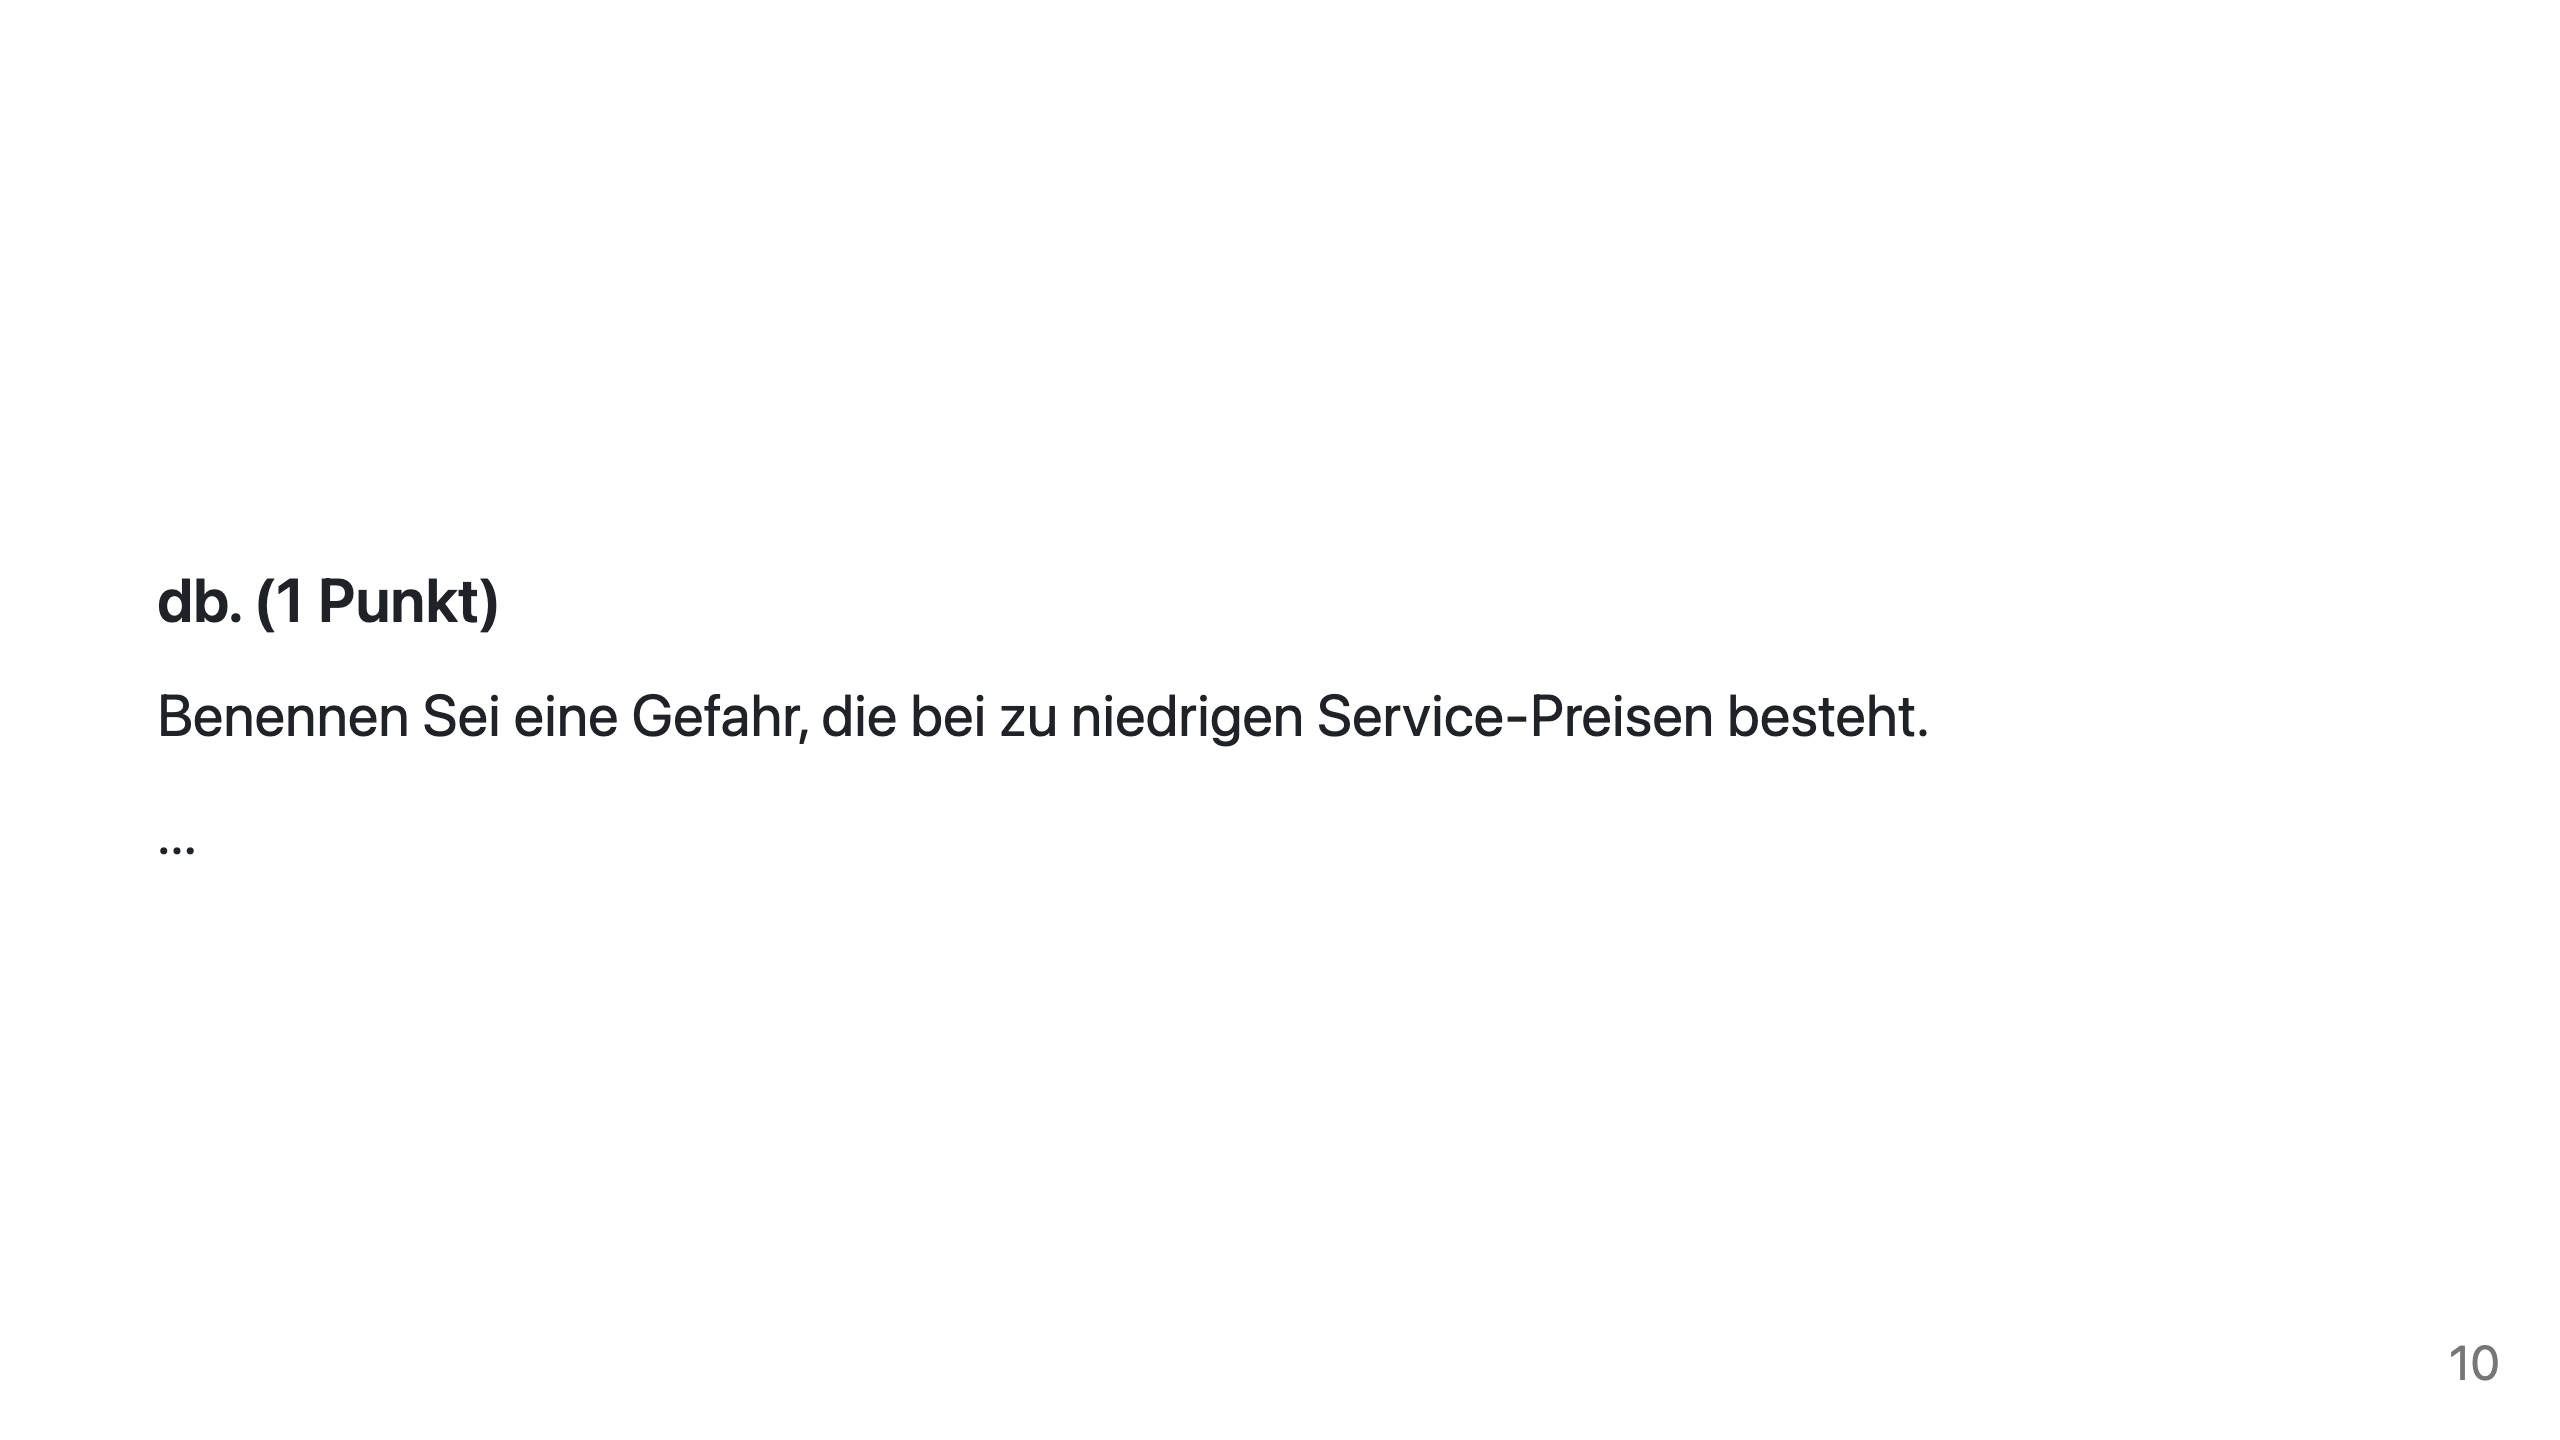 db. (1 Punkt)
Benennen Sei eine Gefahr, die bei zu niedrigen Service-Preisen besteht.
...
10